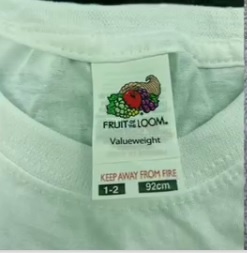 FRUIT OF THE LOOM®
Valueweight
KEEP AWAY FROM FIRE
1-2 92cm